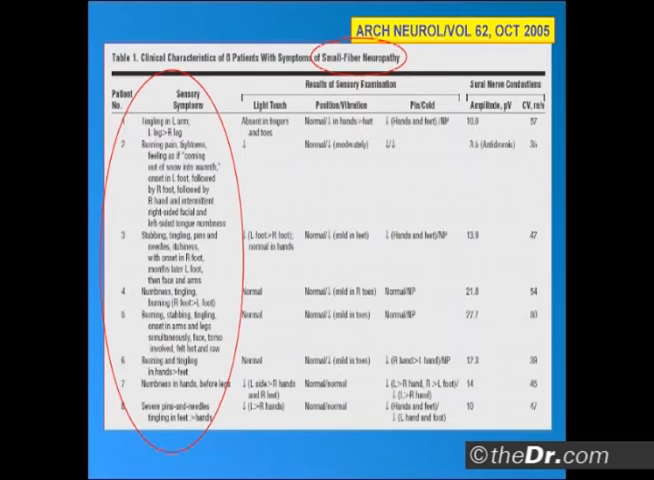 ARCH NEUROL/VOL 62, OCT 2005
Table 1. Clinical Characteristics of 8 Patients With Symptoms of Small-Fiber Neuropathy
Results of Sensory Examination Sural Nerve Conductions
Patient No. Sensory Symptoms Light Touch Position/Vibration Pin/Cold Amplitude, µV CV, m/s
1 Tingling in L arm; Absent in fingers Normal/↓ in hands>feet ↓ (Hands and feet)/NP 57
L leg>R leg and toes
2 Burning pain, tightness, ↓ Normal/↓ (moderately) ↓/↓ (Antidromic)
feeling as if "coming
out of snow into warmth,"
onset in L foot, followed
by R foot, followed by
R hand and intermittent
right-sided facial and
left-sided tongue numbness
3 Stabbing, tingling, pins and ↓ (L foot>R foot); Normal/↓ (mild in feet) ↓ (Hands and feet)/NP 13.9 47
needles, itchiness, normal in hands
with onset in R foot,
months later L foot,
then face and arms
4 Numbness, tingling, Normal Normal/↓ (mild in R toes) Normal/NP 21.8 54
burning (R foot>L foot)
5 Burning, stabbing, tingling, Normal Normal/↓ (mild in toes) Normal/NP 27.7
onset in arms and legs
simultaneously, face, torso
involved, felt hot and raw
6 Burning and tingling Normal Normal/↓ (mild in toes) ↓ (R hand>L hand)/NP 39
in hands>feet
7 Numbness in hands, before legs ↓ (L side>R hands Normal/normal ↓ (L>R hand, R >L foot)/ 14
and R feet) ↓ (L>R hand)
8 Severe pins-and-needles ↓ (L>R hands) Normal/normal ↓ (Hands and feet)/ 10 47
tingling in feet >hands ↓ (L hand and foot)
©theDr.com